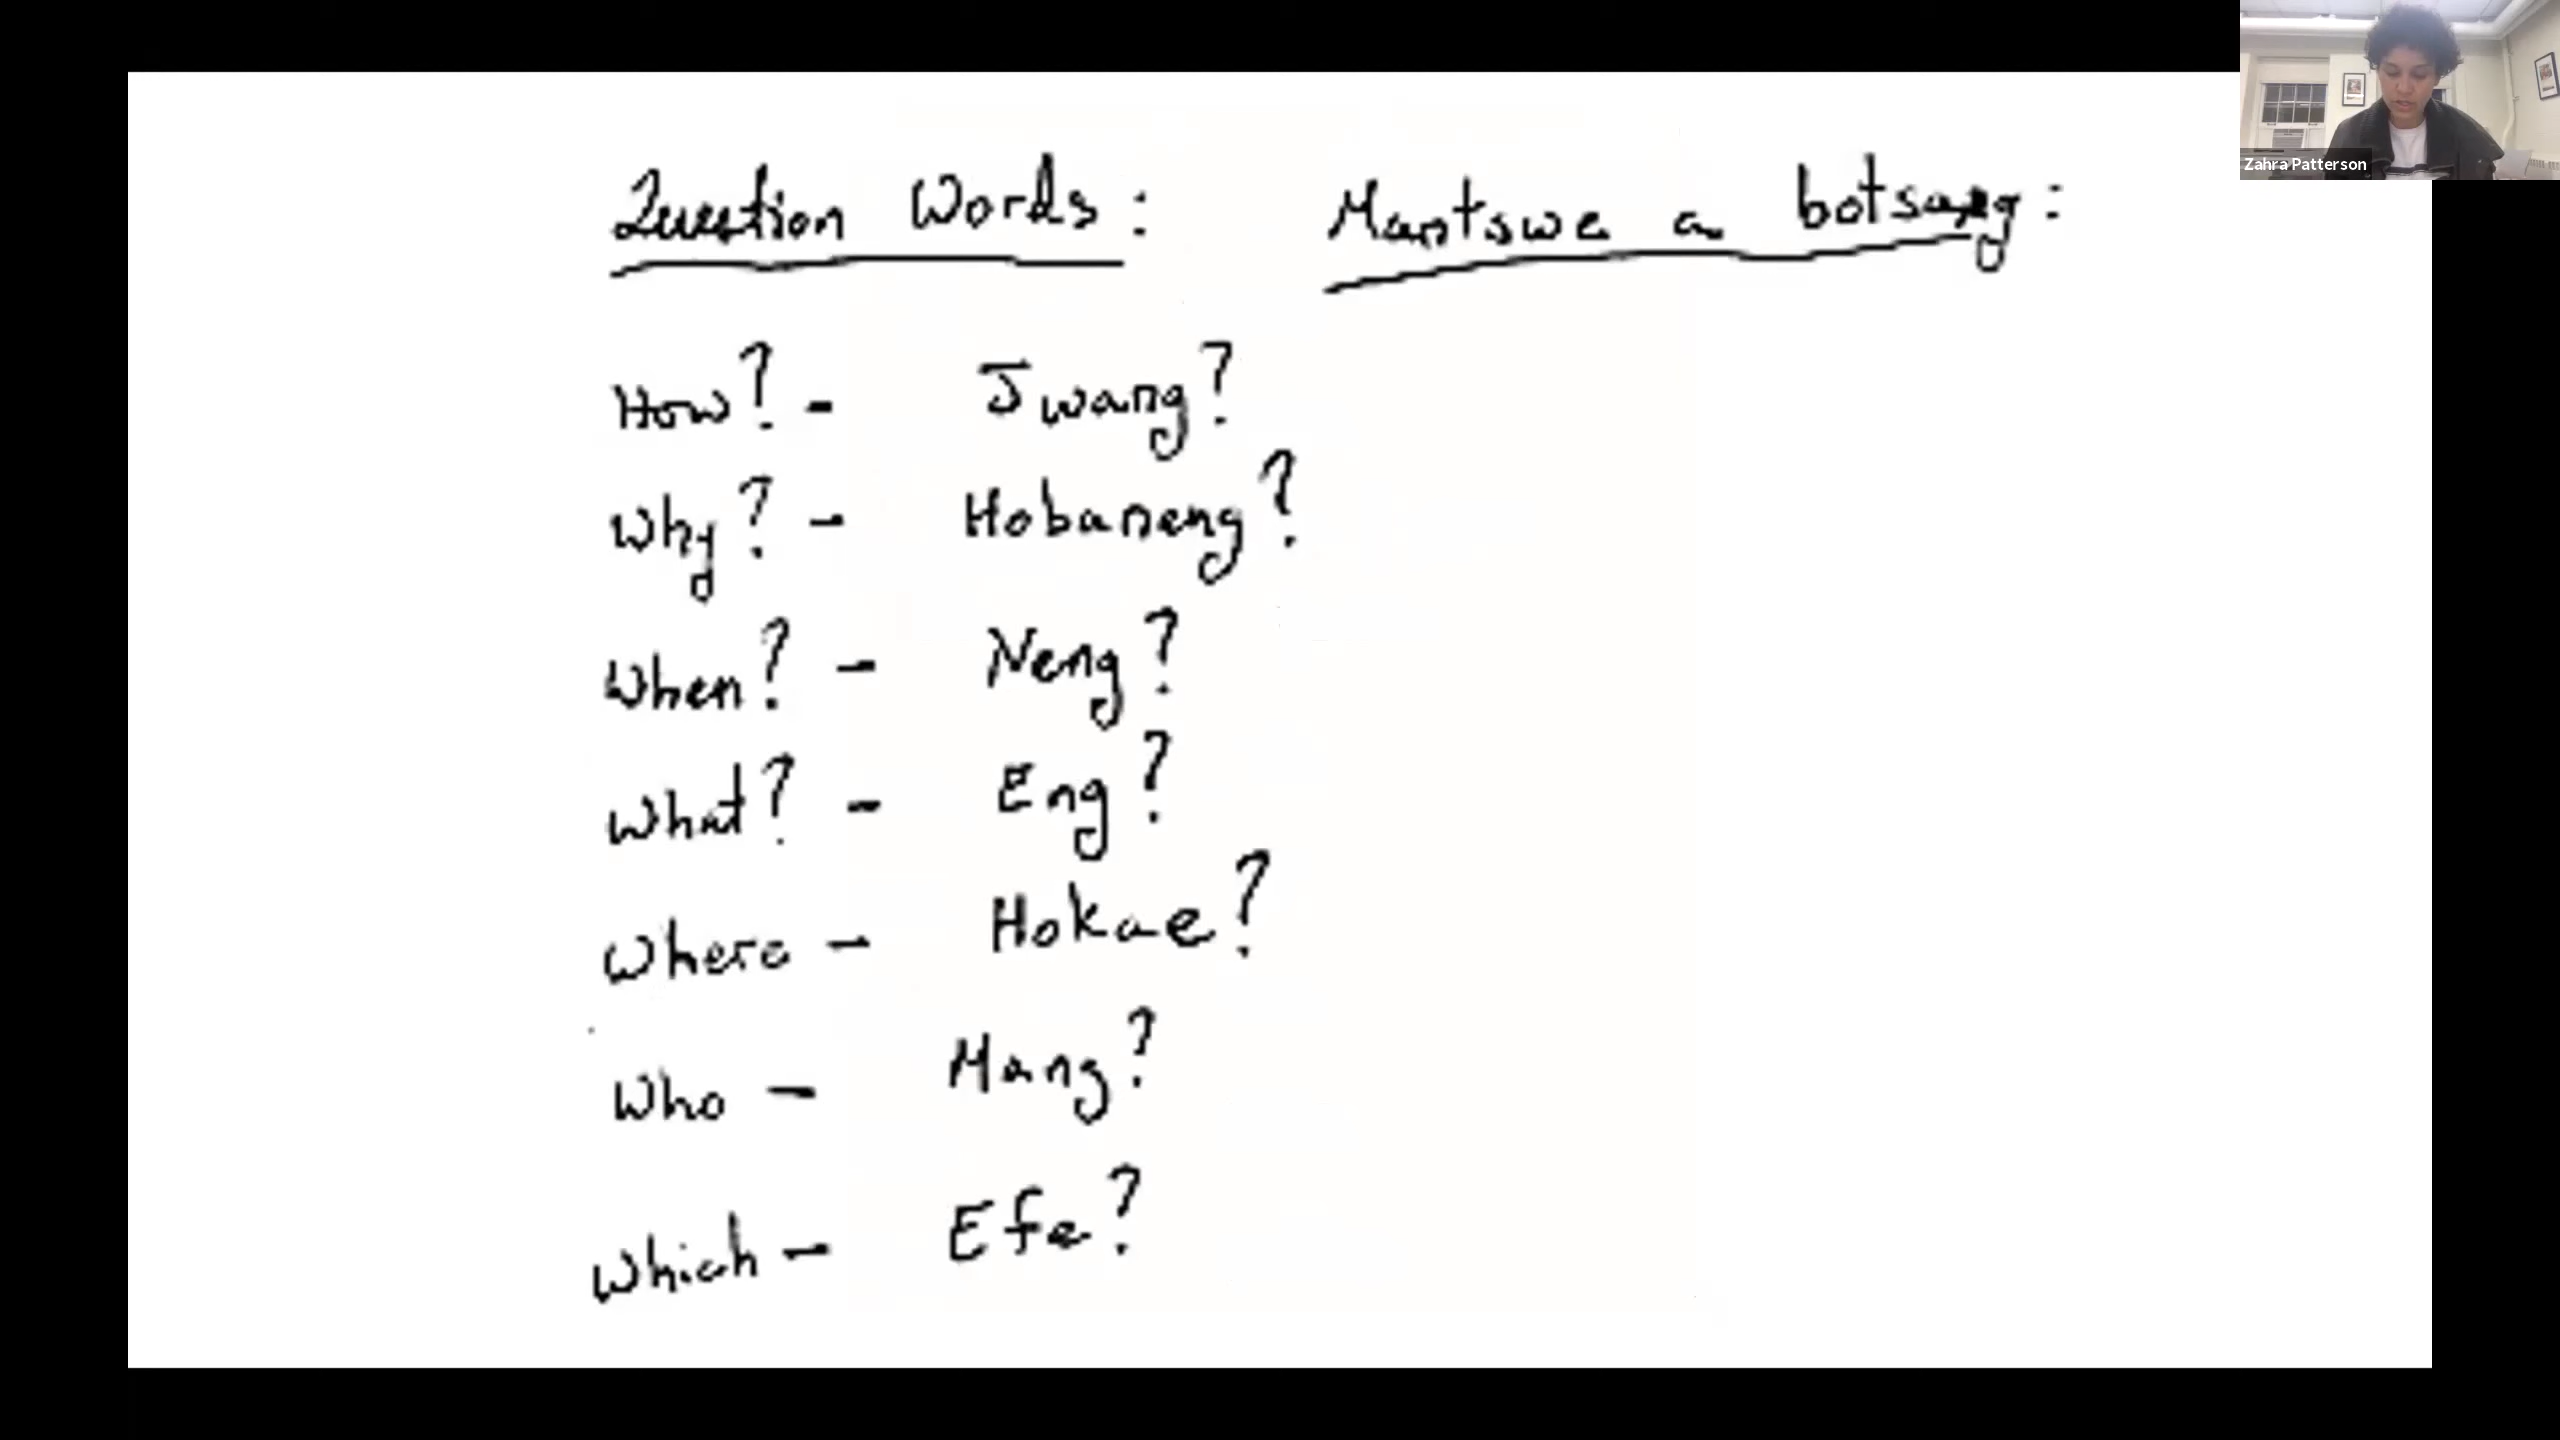 Question Words: Mantswe a botsang:
How? - Jwang?
Why? - Hobaneng?
When? - Neng?
What? - Eng?
Where - Hokae?
Who - Mang?
Which - Efe?
Zahra Patterson